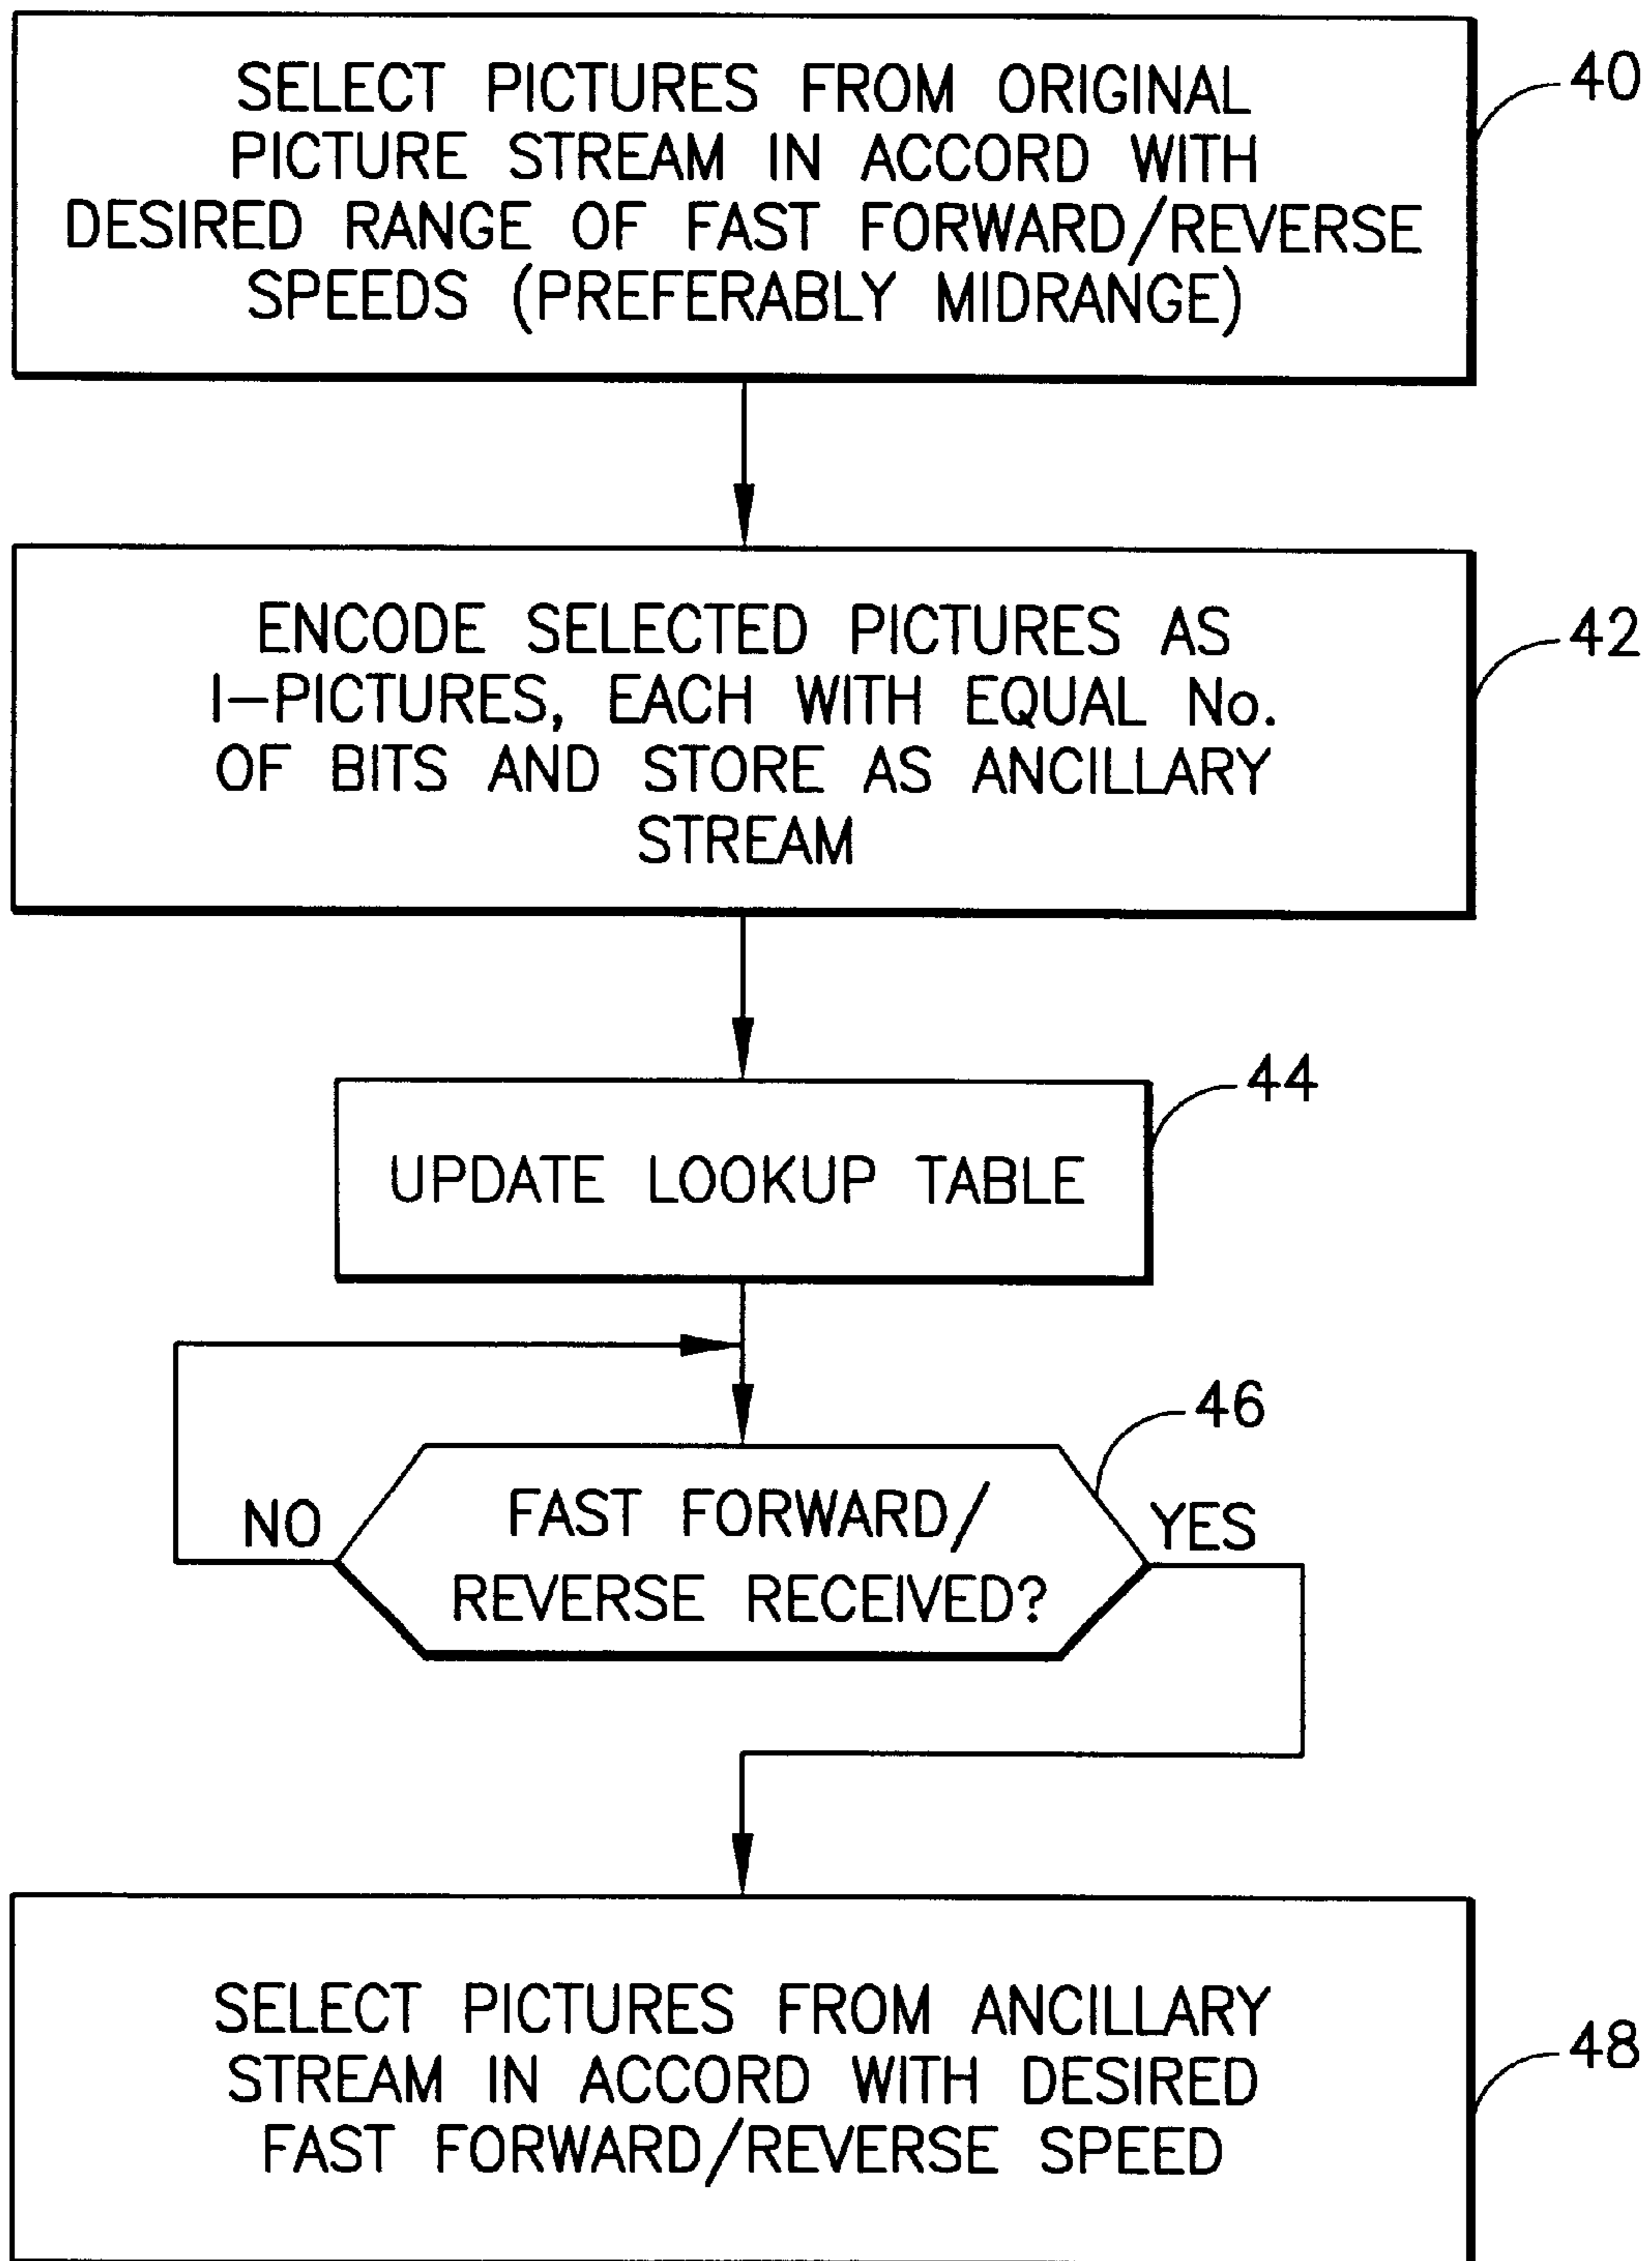 SELECT PICTURES FROM ORIGINAL
PICTURE STREAM IN ACCORD WITH
DESIRED RANGE OF FAST FORWARD/REVERSE
SPEEDS (PREFERABLY MIDRANGE)
40
ENCODE SELECTED PICTURES AS
I-PICTURES, EACH WITH EQUAL No.
OF BITS AND STORE AS ANCILLARY
STREAM
42
UPDATE LOOKUP TABLE
44
FAST FORWARD/
REVERSE RECEIVED?
46
NO
YES
SELECT PICTURES FROM ANCILLARY
STREAM IN ACCORD WITH DESIRED
FAST FORWARD/REVERSE SPEED
48